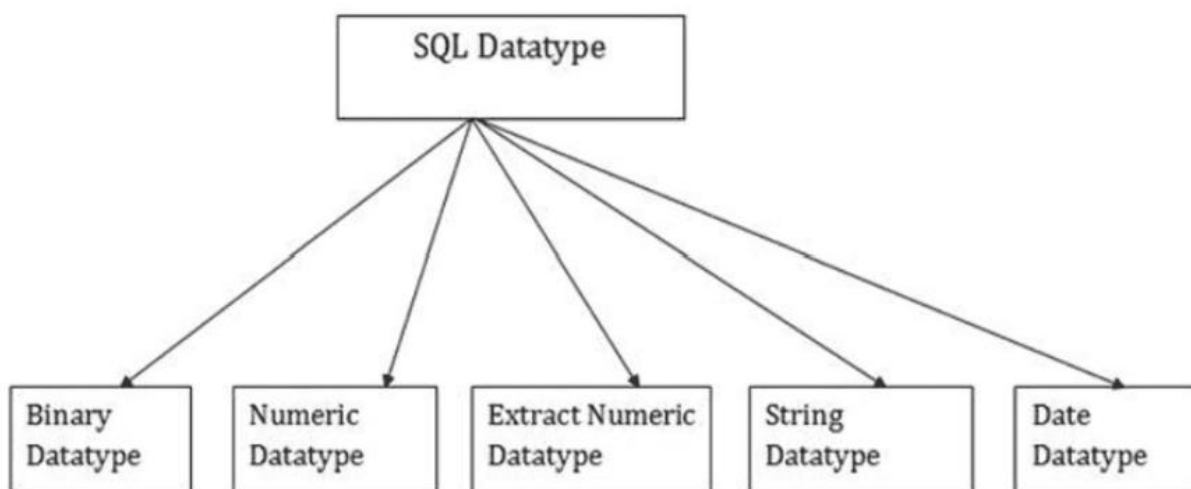 SQL Datatype
Binary
Datatype
Numeric
Datatype
Extract Numeric
Datatype
String
Datatype
Date
Datatype